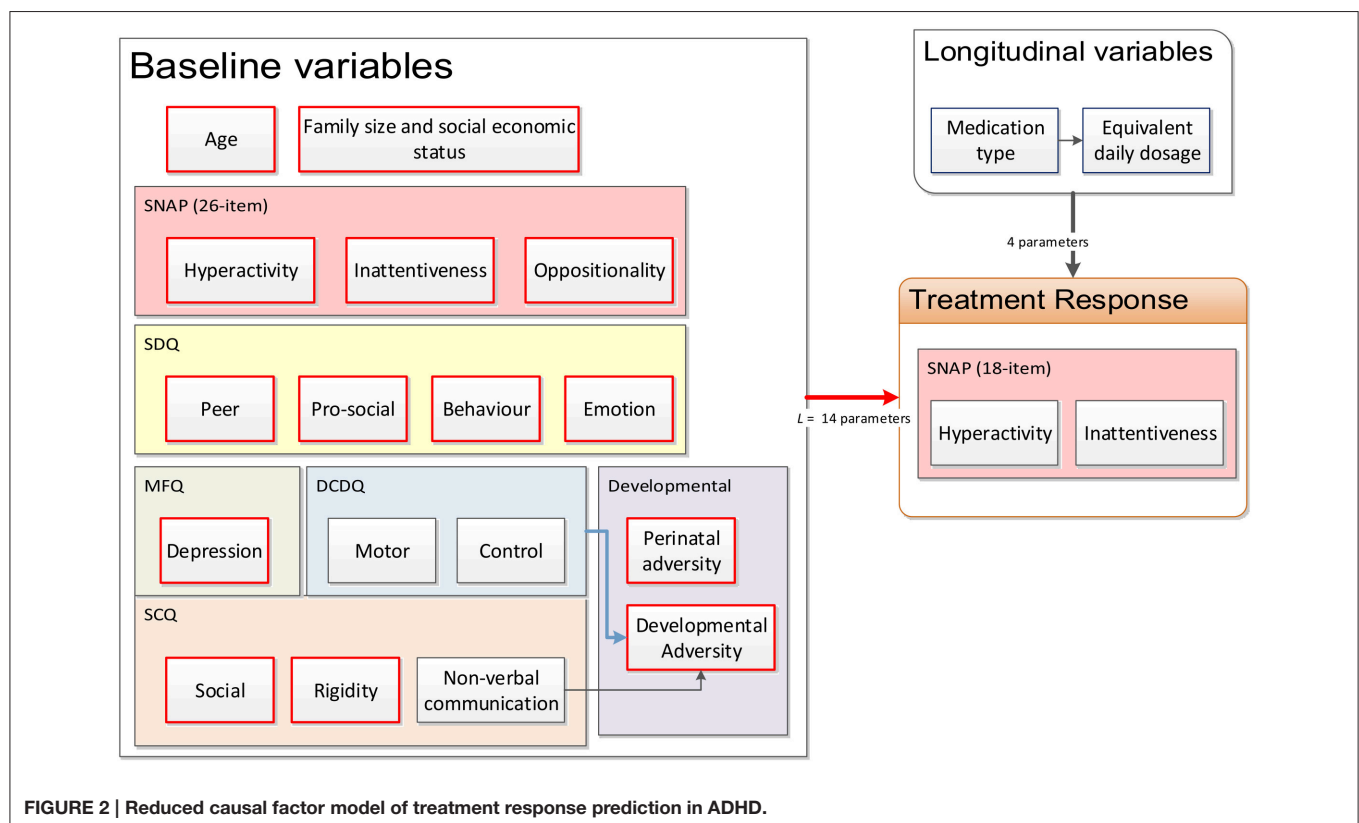 Baseline variables
Age
Family size and social economic
status
SNAP (26-item)
Hyperactivity
Inattentiveness
Oppositionality
SDQ
Peer
Pro-social
Behaviour
Emotion
MFQ
Depression
DCDQ
Motor
Control
Developmental
Perinatal
adversity
Developmental
Adversity
SCQ
Social
Rigidity
Non-verbal
communication
L = 14 parameters
Longitudinal variables
Medication
type
Equivalent
daily dosage
4 parameters
Treatment Response
SNAP (18-item)
Hyperactivity
Inattentiveness
FIGURE 2 | Reduced causal factor model of treatment response prediction in ADHD.